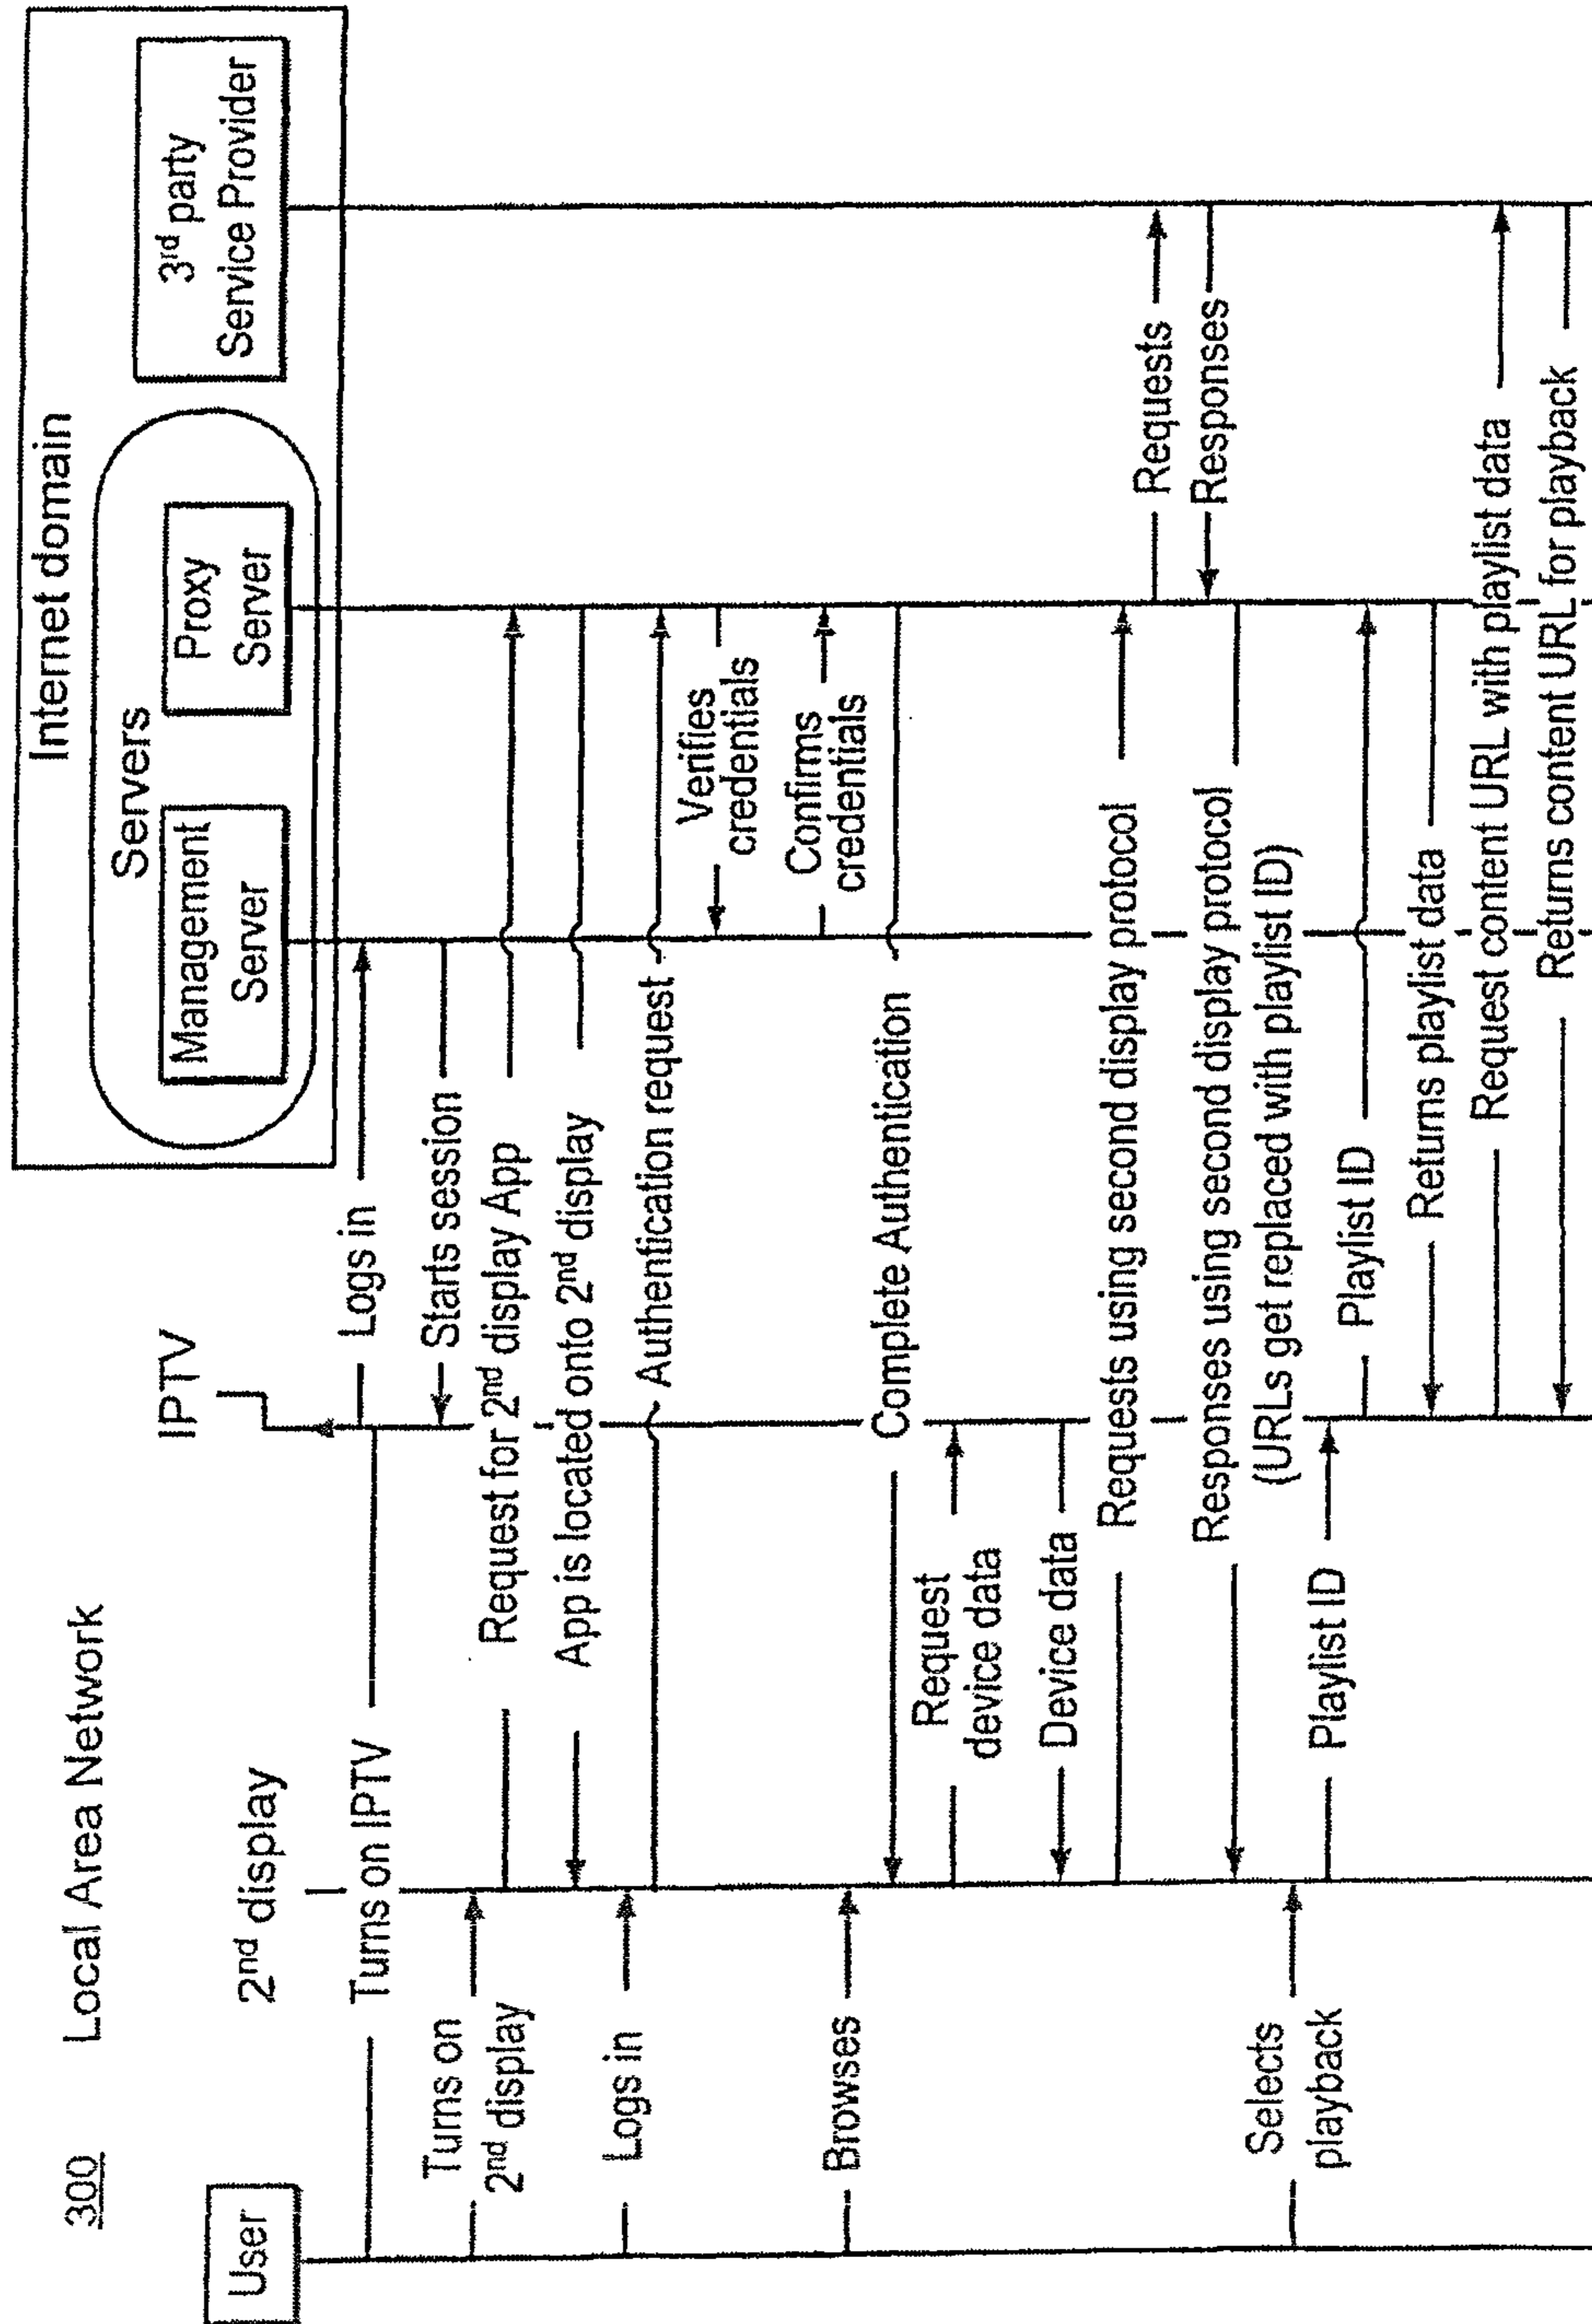 300
Local Area Network
Internet domain
Servers
User
2nd display
IPTV
Management
Server
Proxy
Server
3rd party
Service Provider
Turns on IPTV
Logs in
Starts session
Turns on
2nd display
Request for 2nd display App
App is located onto 2nd display
Logs in
Authentication request
Verifies
credentials
Confirms
credentials
Browses
Complete Authentication
Request
device data
Device data
Requests using second display protocol
Requests
Responses
Responses using second display protocol
(URLs get replaced with playlist ID)
Selects
playback
Playlist ID
Playlist ID
Returns playlist data
Request content URL with playlist data
Returns content URL for playback